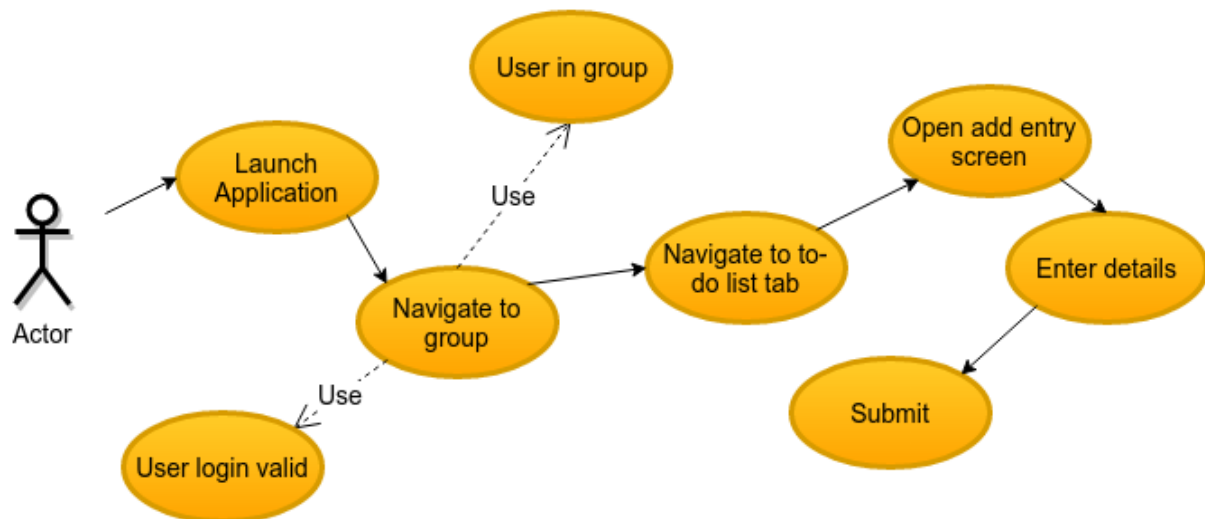 User in group
Open add entry
screen
Launch
Application
Use
Navigate to to-
do list tab
Enter details
Navigate to
group
Actor
Use
Submit
User login valid